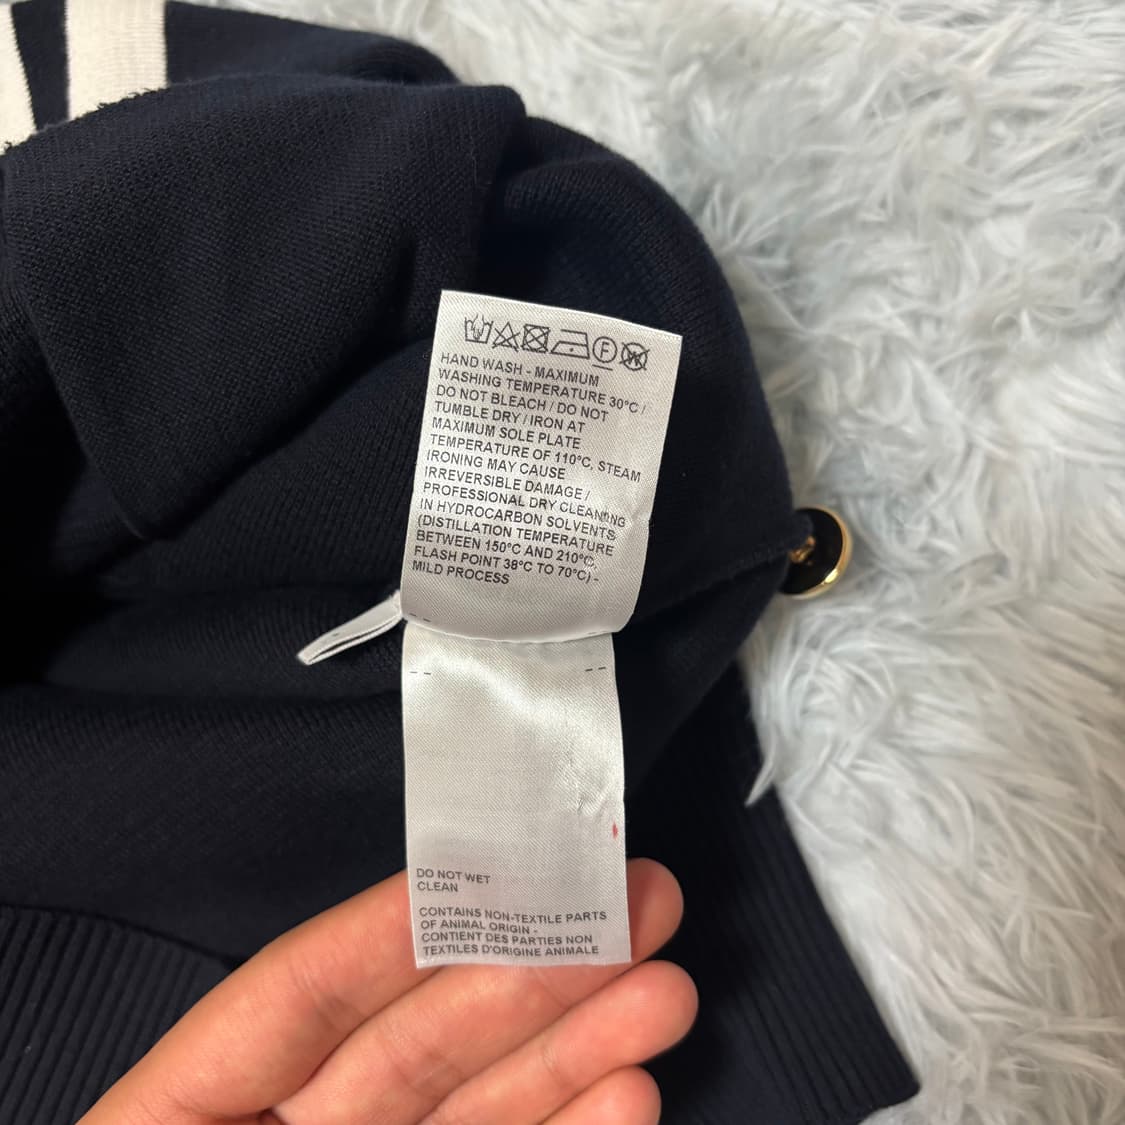 F
W
HAND WASH - MAXIMUM
WASHING TEMPERATURE 30°C /
DO NOT BLEACH / DO NOT
TUMBLE DRY / IRON AT
MAXIMUM SOLE PLATE
TEMPERATURE OF 110°C, STEAM
IRONING MAY CAUSE
IRREVERSIBLE DAMAGE /
PROFESSIONAL DRY CLEANING
IN HYDROCARBON SOLVENTS
(DISTILLATION TEMPERATURE
BETWEEN 150°C AND 210°C,
FLASH POINT 38°C TO 70°C) -
MILD PROCESS
DO NOT WET
CLEAN
CONTAINS NON-TEXTILE PARTS
OF ANIMAL ORIGIN -
CONTIENT DES PARTIES NON
TEXTILES D'ORIGINE ANIMALE